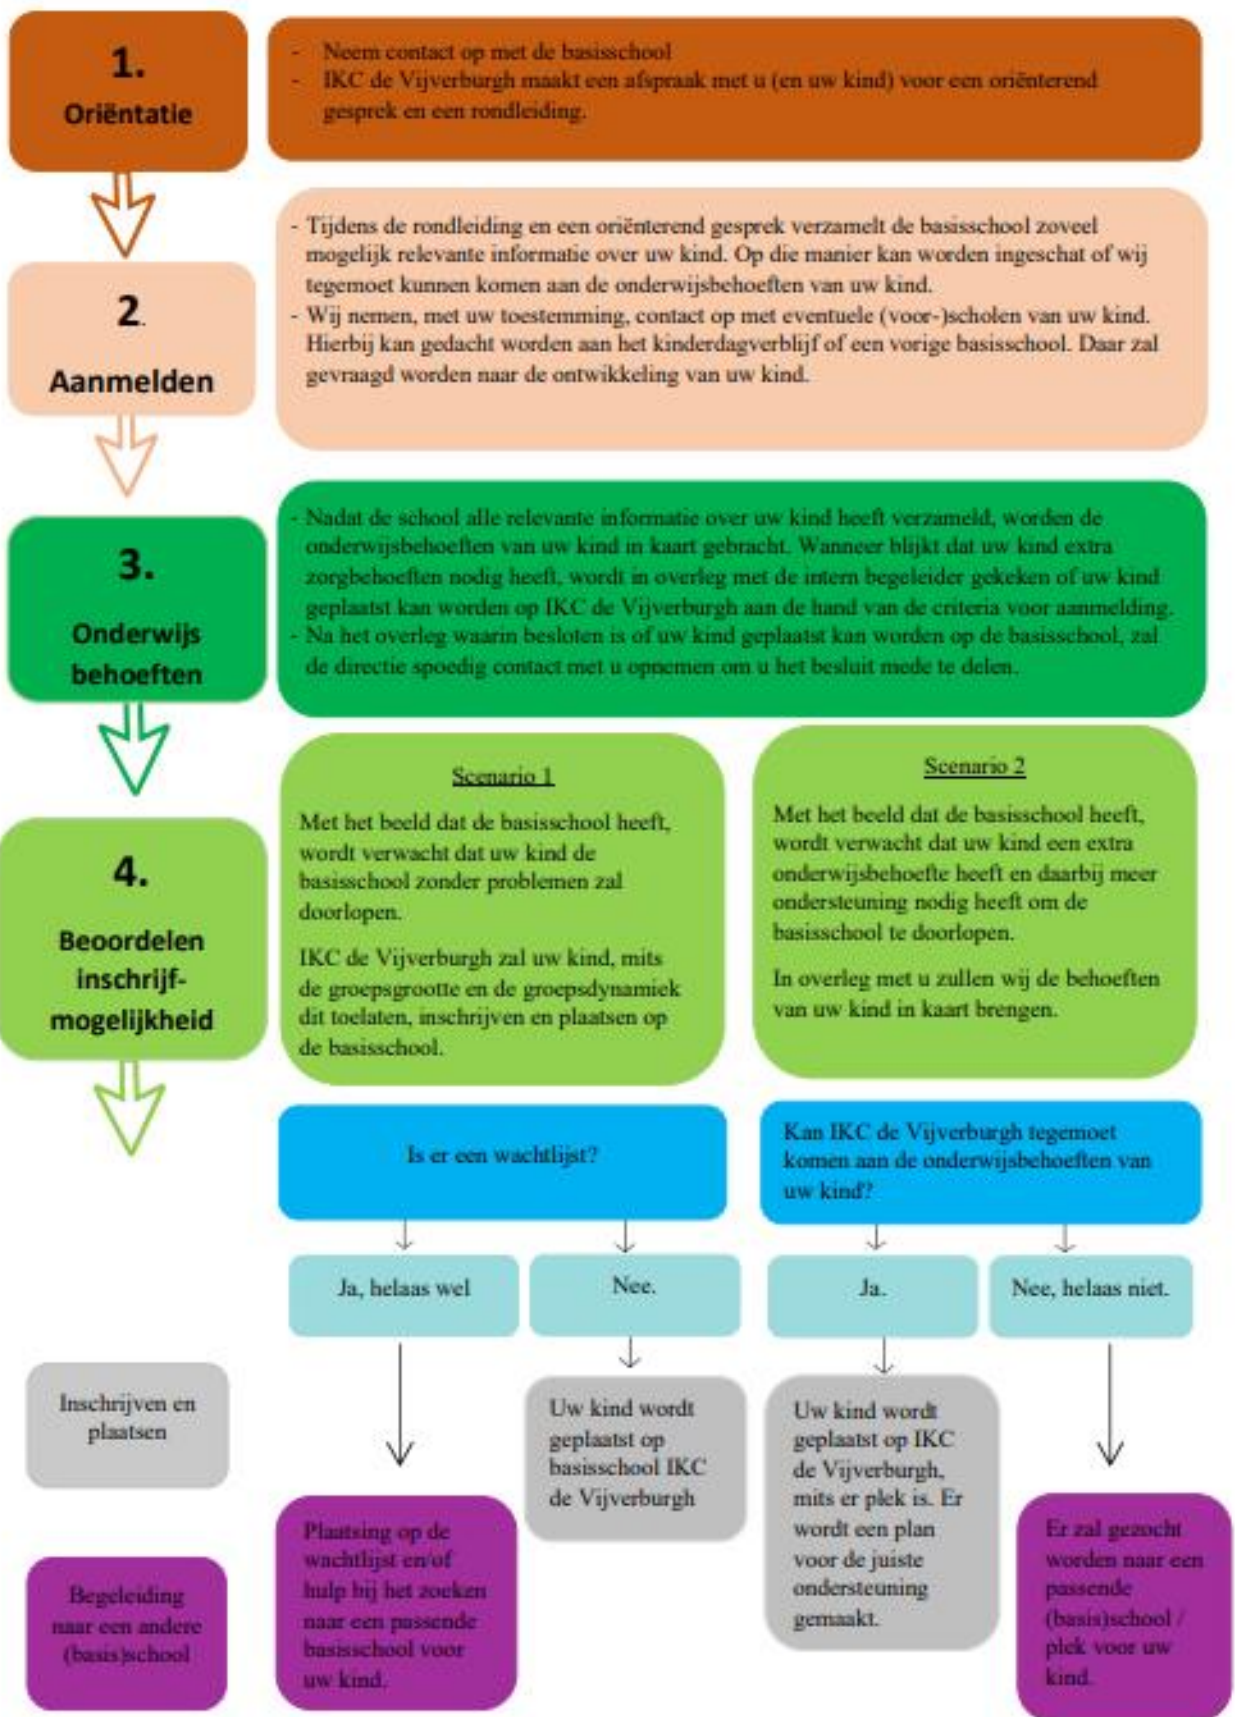 1.
Oriëntatie
- Neem contact op met de basisschool
- IKC de Vijverburgh maakt een afspraak met u (en uw kind) voor een oriënterend
gesprek en een rondleiding.
2.
Aanmelden
- Tijdens de rondleiding en een oriënterend gesprek verzamelt de basisschool zoveel
mogelijk relevante informatie over uw kind. Op die manier kan worden ingeschat of wij
tegemoet kunnen komen aan de onderwijsbehoeften van uw kind.
- Wij nemen, met uw toestemming, contact op met eventuele (voor-)scholen van uw kind.
Hierbij kan gedacht worden aan het kinderdagverblijf of een vorige basisschool. Daar zal
gevraagd worden naar de ontwikkeling van uw kind.
3.
Onderwijs
behoeften
- Nadat de school alle relevante informatie over uw kind heeft verzameld, worden de
onderwijsbehoeften van uw kind in kaart gebracht. Wanneer blijkt dat uw kind extra
zorgbehoeften nodig heeft, wordt in overleg met de intern begeleider gekeken of uw kind
geplaatst kan worden op IKC de Vijverburgh aan de hand van de criteria voor aanmelding.
- Na het overleg waarin besloten is of uw kind geplaatst kan worden op de basisschool, zal
de directie spoedig contact met u opnemen om u het besluit mede te delen.
4.
Beoordelen
inschrijf-
mogelijkheid
Scenario 1
Met het beeld dat de basisschool heeft,
wordt verwacht dat uw kind de
basisschool zonder problemen zal
doorlopen.
IKC de Vijverburgh zal uw kind, mits
de groepsgrootte en de groepsdynamiek
dit toelaten, inschrijven en plaatsen op
de basisschool.
Scenario 2
Met het beeld dat de basisschool heeft,
wordt verwacht dat uw kind een extra
onderwijsbehoefte heeft en daarbij meer
ondersteuning nodig heeft om de
basisschool te doorlopen.
In overleg met u zullen wij de behoeften
van uw kind in kaart brengen.
Is er een wachtlijst?
Kan IKC de Vijverburgh tegemoet
komen aan de onderwijsbehoeften van
uw kind?
Ja, helaas wel
Nee.
Ja.
Nee, helaas niet.
Inschrijven en
plaatsen
Uw kind wordt
geplaatst op
basisschool IKC
de Vijverburgh
Uw kind wordt
geplaatst op IKC
de Vijverburgh,
mits er plek is. Er
wordt een plan
voor de juiste
ondersteuning
gemaakt.
Begeleiding
naar een andere
(basis)school
Plaatsing op de
wachtlijst en/of
hulp bij het zoeken
naar een passende
basisschool voor
uw kind.
Er zal gezocht
worden naar een
passende
(basis)school /
plek voor uw
kind.